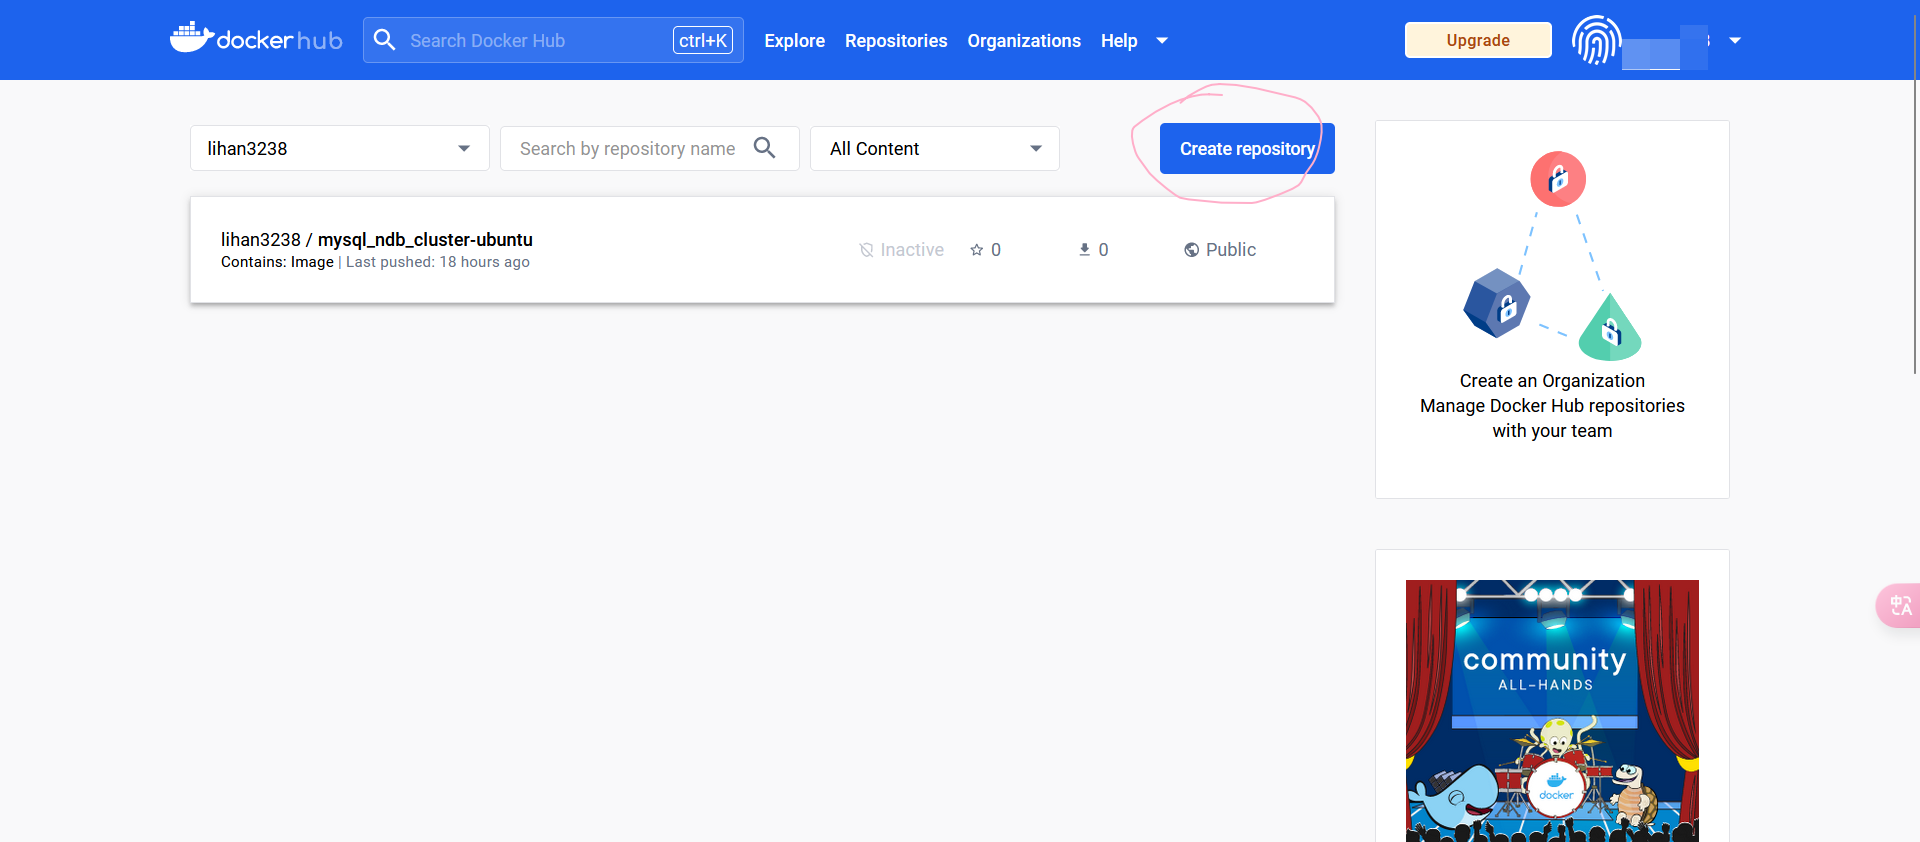 docker hub
Search Docker Hub
ctrl+K
Explore
Repositories
Organizations
Help
Upgrade
lihan3238
Search by repository name
All Content
Create repository
lihan3238 / mysql_ndb_cluster-ubuntu
Contains: Image | Last pushed: 18 hours ago
Inactive
0
0
Public
Create an Organization
Manage Docker Hub repositories
with your team
中A
community
ALL-HANDS
docker